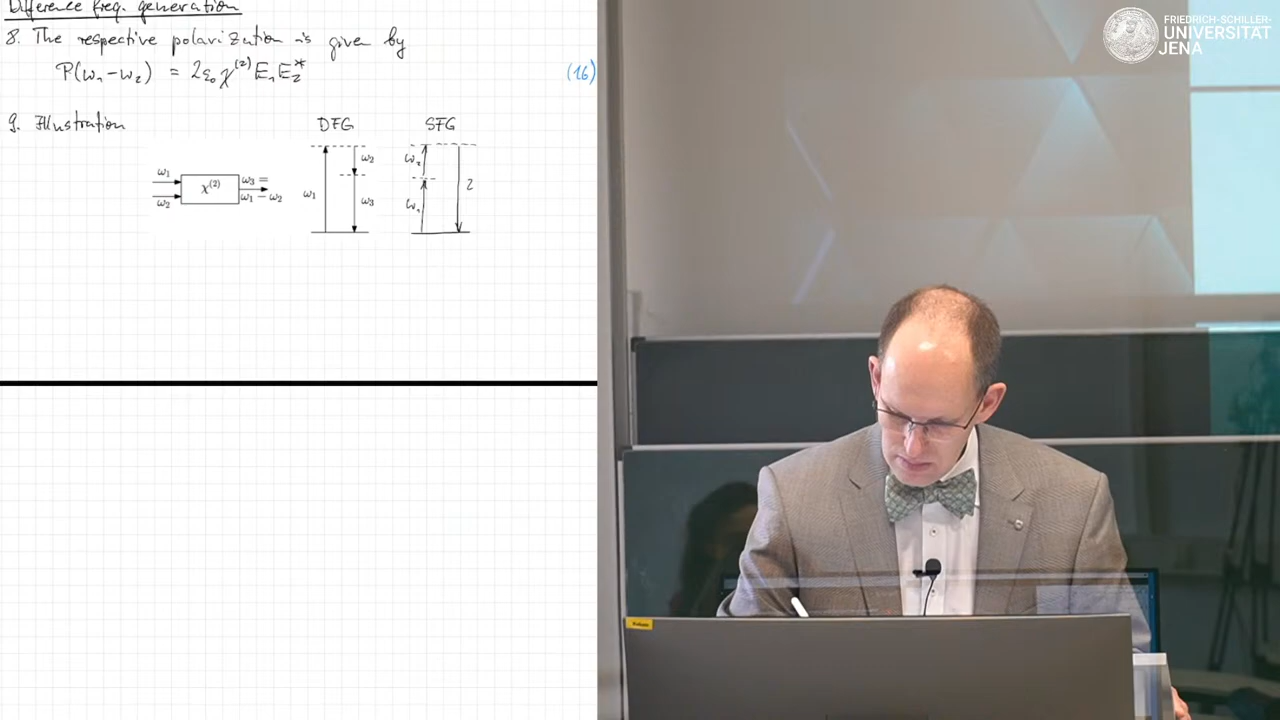 Difference freq. generation
8. The respective polarization is given by
P(ω₁-ω₂) = 2ε₀χ⁽²⁾E₁E₂* (16)
9. Illustration
DFG SFG
ω₁
ω₂
χ⁽²⁾
ω₃ =
ω₁ − ω₂
ω₁
ω₂
ω₃
ω₂
ω₁
2
FRIEDRICH-SCHILLER-
UNIVERSITÄT
JENA